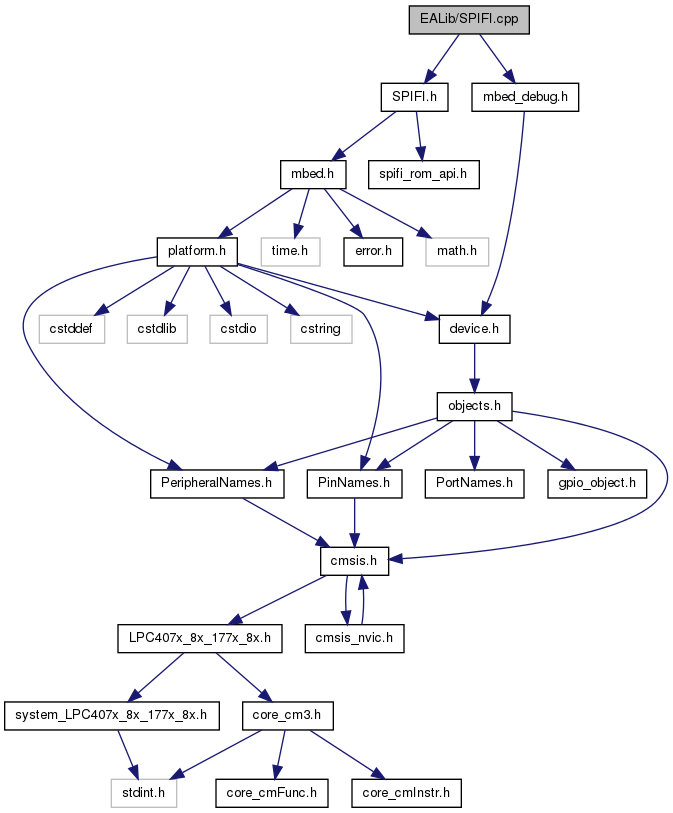 EALib/SPIFI.cpp
SPIFI.h
mbed_debug.h
mbed.h
spifi_rom_api.h
platform.h
time.h
error.h
math.h
cstddef
cstdlib
cstdio
cstring
device.h
objects.h
PeripheralNames.h
PinNames.h
PortNames.h
gpio_object.h
cmsis.h
LPC407x_8x_177x_8x.h
cmsis_nvic.h
system_LPC407x_8x_177x_8x.h
core_cm3.h
stdint.h
core_cmFunc.h
core_cmInstr.h